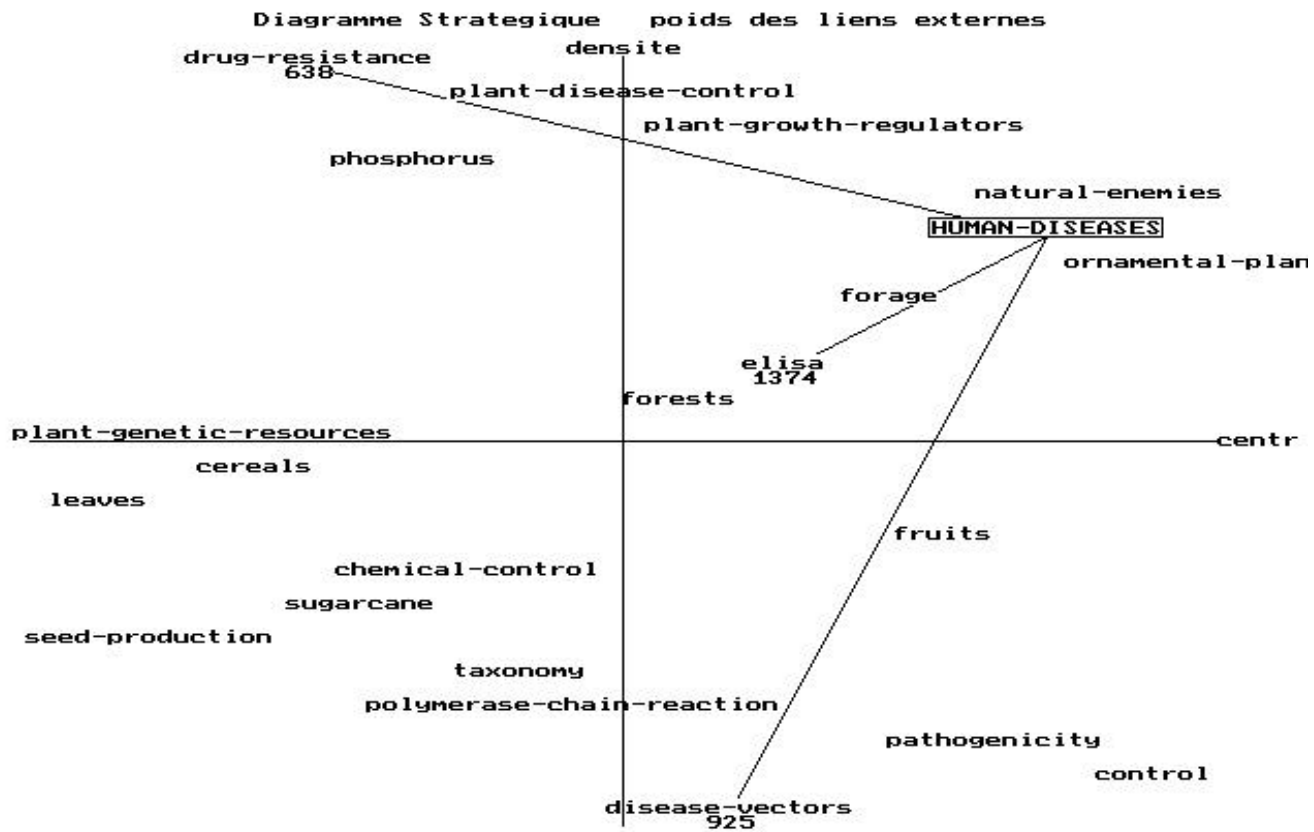 Diagramme Strategique   poids des liens externes
densite
drug-resistance
638
plant-disease-control
plant-growth-regulators
phosphorus
natural-enemies
HUMAN-DISEASES
ornamental-plan
forage
elisa
1374
forests
plant-genetic-resources
centr
cereals
leaves
fruits
chemical-control
sugarcane
seed-production
taxonomy
polymerase-chain-reaction
pathogenicity
control
disease-vectors
925